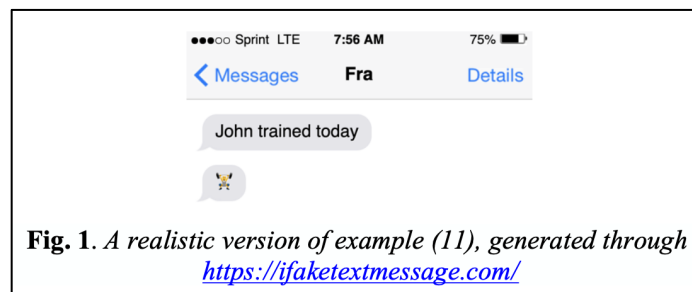 ●●●○○ Sprint LTE 7:56 AM 75%
Messages Fra Details
John trained today
Fig. 1. A realistic version of example (11), generated through
https://ifaketextmessage.com/